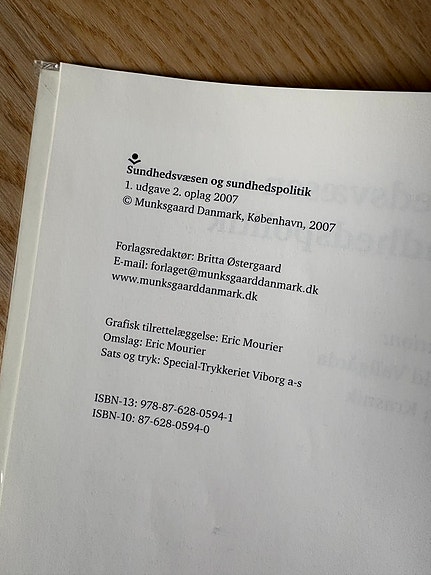 Sundhedsvæsen og sundhedspolitik
1. udgave 2. oplag 2007
© Munksgaard Danmark, København, 2007
Forlagsredaktør: Britta Østergaard
E-mail: forlaget@munksgaarddanmark.dk
www.munksgaarddanmark.dk
Grafisk tilrettelæggelse: Eric Mourier
Omslag: Eric Mourier
Sats og tryk: Special-Trykkeriet Viborg a-s
ISBN-13: 978-87-628-0594-1
ISBN-10: 87-628-0594-0